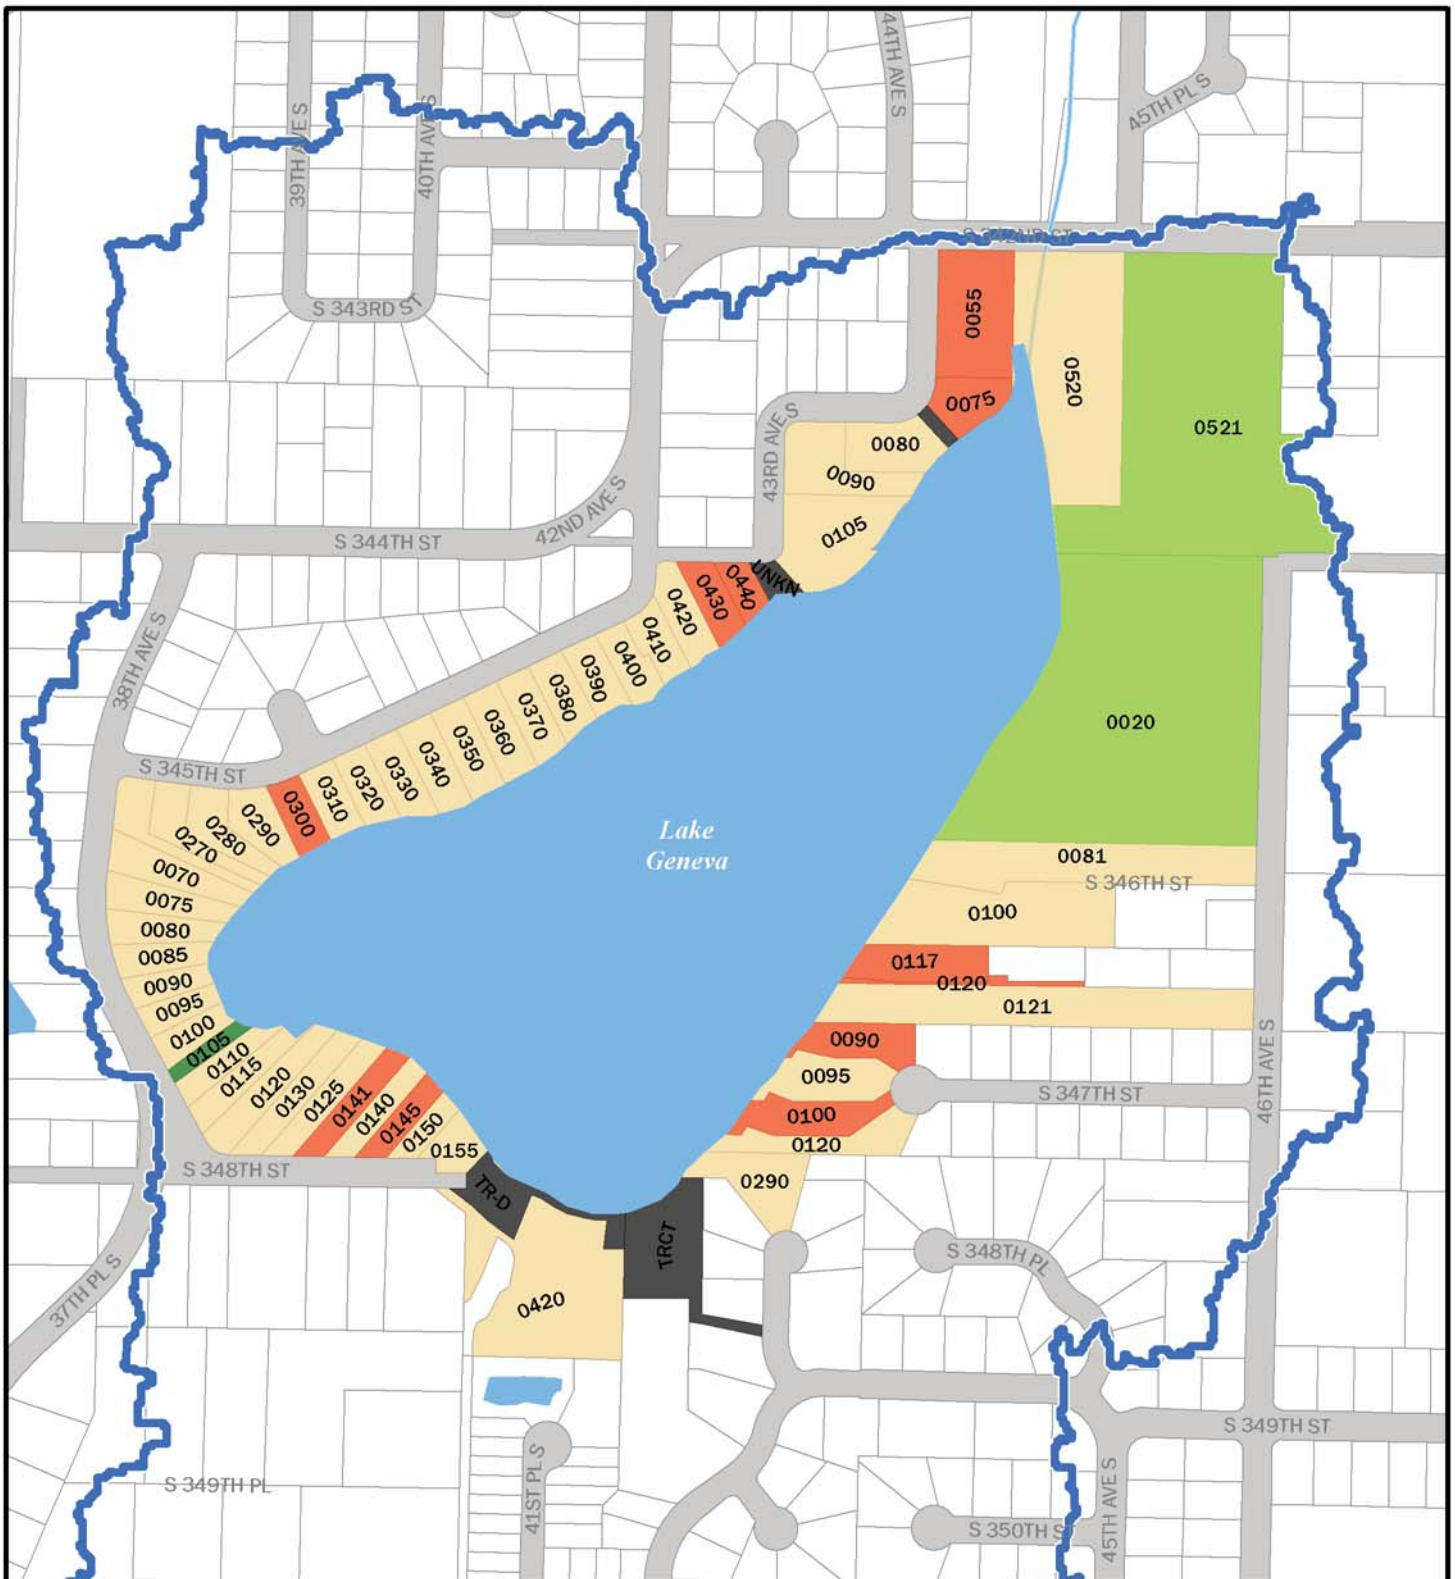 44TH AVE S
45TH PL S
39TH AVE S
40TH AVE S
S 342ND ST
S 343RD ST
0055
0075
0520
0521
43RD AVE S
0080
0090
0105
42ND AVE S
S 344TH ST
UNKN
0440
0430
0420
0410
0400
0390
0380
0370
0360
0350
0340
0330
0320
0310
0300
0290
0280
0270
38TH AVE S
S 345TH ST
0020
Lake
Geneva
0081
S 346TH ST
0100
0117
0120
0121
0070
0075
0080
0085
0090
0095
0100
0105
0110
0115
0120
0130
0125
0141
0140
0145
0150
0155
0090
0095
0100
0120
0290
S 347TH ST
46TH AVE S
S 348TH ST
TR-D
TRCT
0420
S 348TH PL
37TH PL S
S 349TH ST
S 349TH PL
41ST PL S
45TH AVE S
S 350TH ST